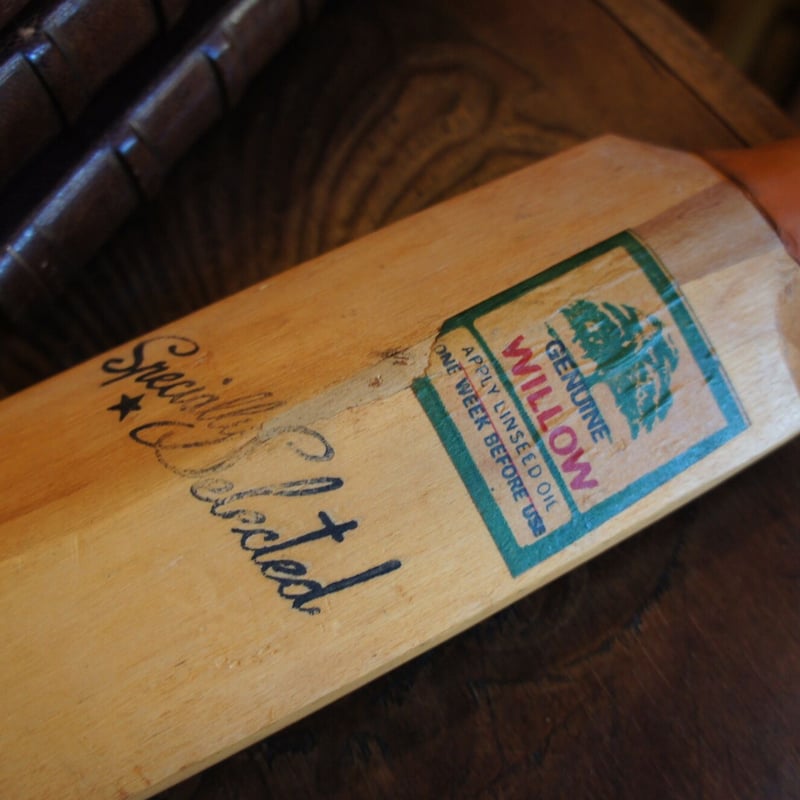 Specially
Selected
GENUINE
WILLOW
APPLY LINSEED OIL
ONE WEEK BEFORE USE